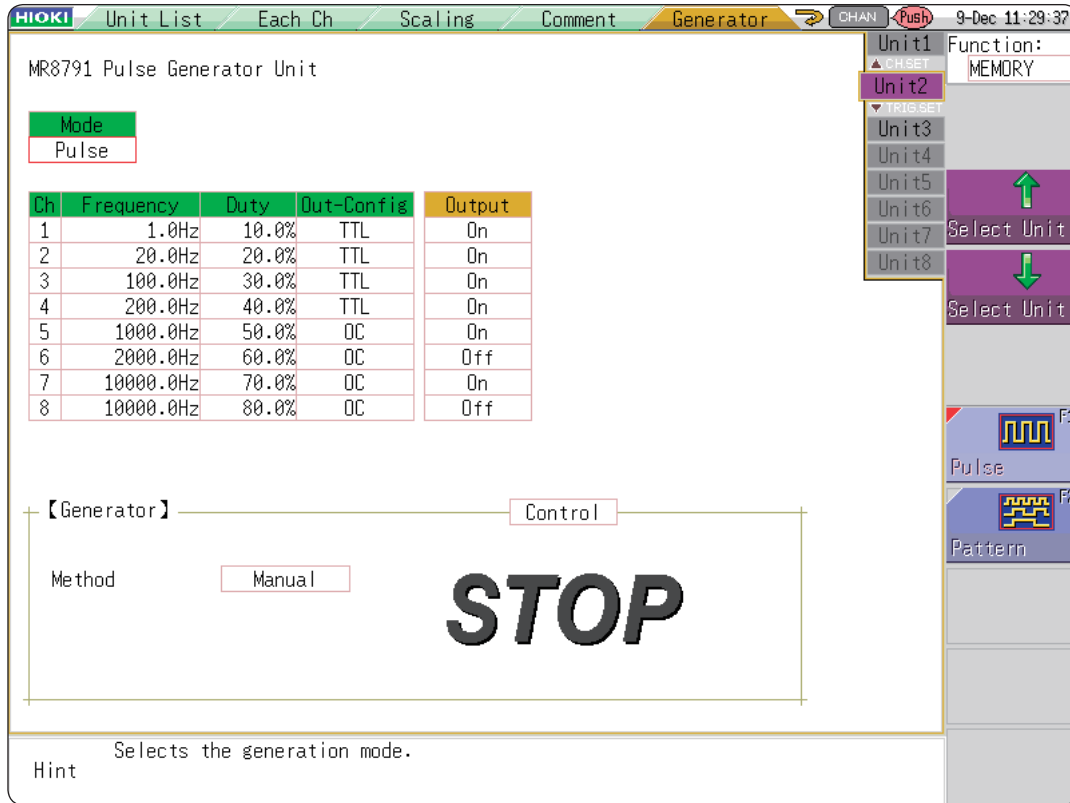 HIOKI Unit List Each Ch Scaling Comment Generator CHAN Push 9-Dec 11:29:37
MR8791 Pulse Generator Unit
Mode
Pulse
Ch Frequency Duty Out-Config Output
1 1.0Hz 10.0% TTL On
2 20.0Hz 20.0% TTL On
3 100.0Hz 30.0% TTL On
4 200.0Hz 40.0% TTL On
5 1000.0Hz 50.0% OC On
6 2000.0Hz 60.0% OC Off
7 10000.0Hz 70.0% OC On
8 10000.0Hz 80.0% OC Off
【Generator】 Control
Method Manual STOP
Hint Selects the generation mode.
Unit1
▲CH.SET
Unit2
▼TRIG.SET
Unit3
Unit4
Unit5
Unit6
Unit7
Unit8
Function:
MEMORY
Select Unit
Select Unit
F1
Pulse
Pattern